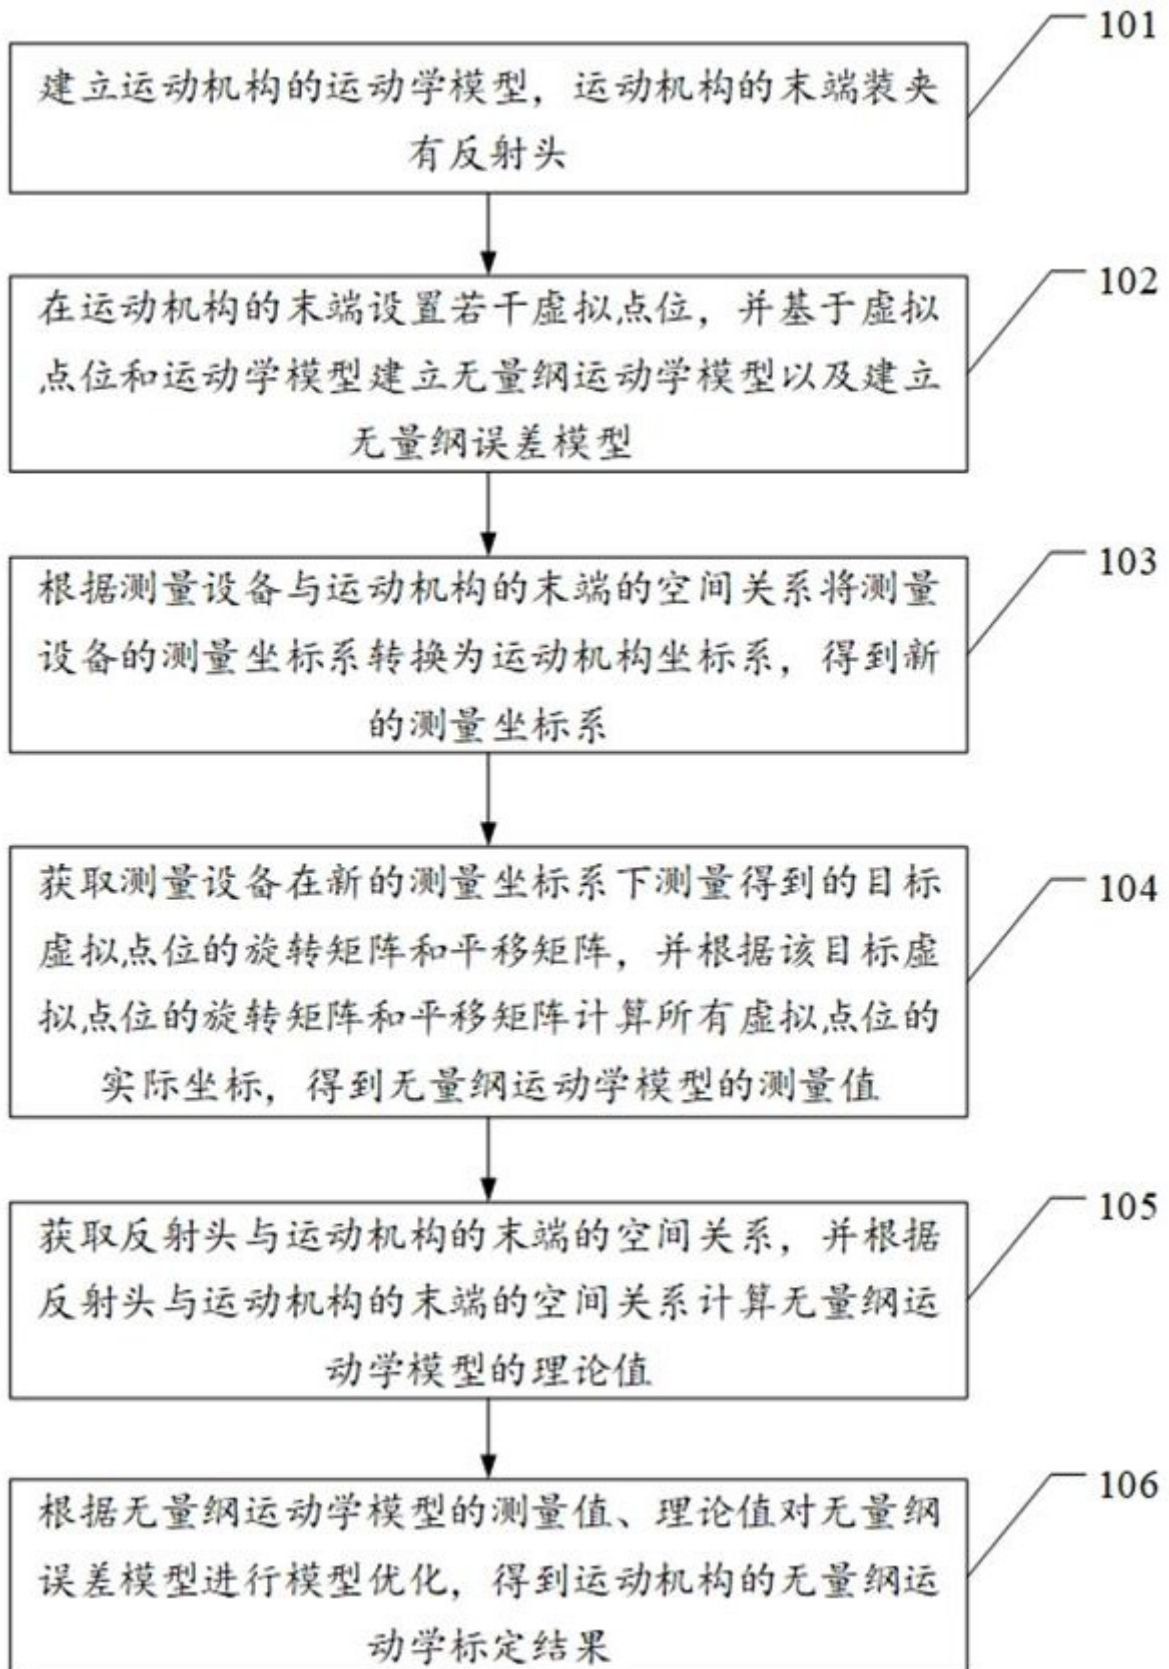 101
建立运动机构的运动学模型，运动机构的末端装夹
有反射头
102
在运动机构的末端设置若干虚拟点位，并基于虚拟
点位和运动学模型建立无量纲运动学模型以及建立
无量纲误差模型
103
根据测量设备与运动机构的末端的空间关系将测量
设备的测量坐标系转换为运动机构坐标系，得到新
的测量坐标系
104
获取测量设备在新的测量坐标系下测量得到的目标
虚拟点位的旋转矩阵和平移矩阵，并根据该目标虚
拟点位的旋转矩阵和平移矩阵计算所有虚拟点位的
实际坐标，得到无量纲运动学模型的测量值
105
获取反射头与运动机构的末端的空间关系，并根据
反射头与运动机构的末端的空间关系计算无量纲运
动学模型的理论值
106
根据无量纲运动学模型的测量值、理论值对无量纲
误差模型进行模型优化，得到运动机构的无量纲运
动学标定结果